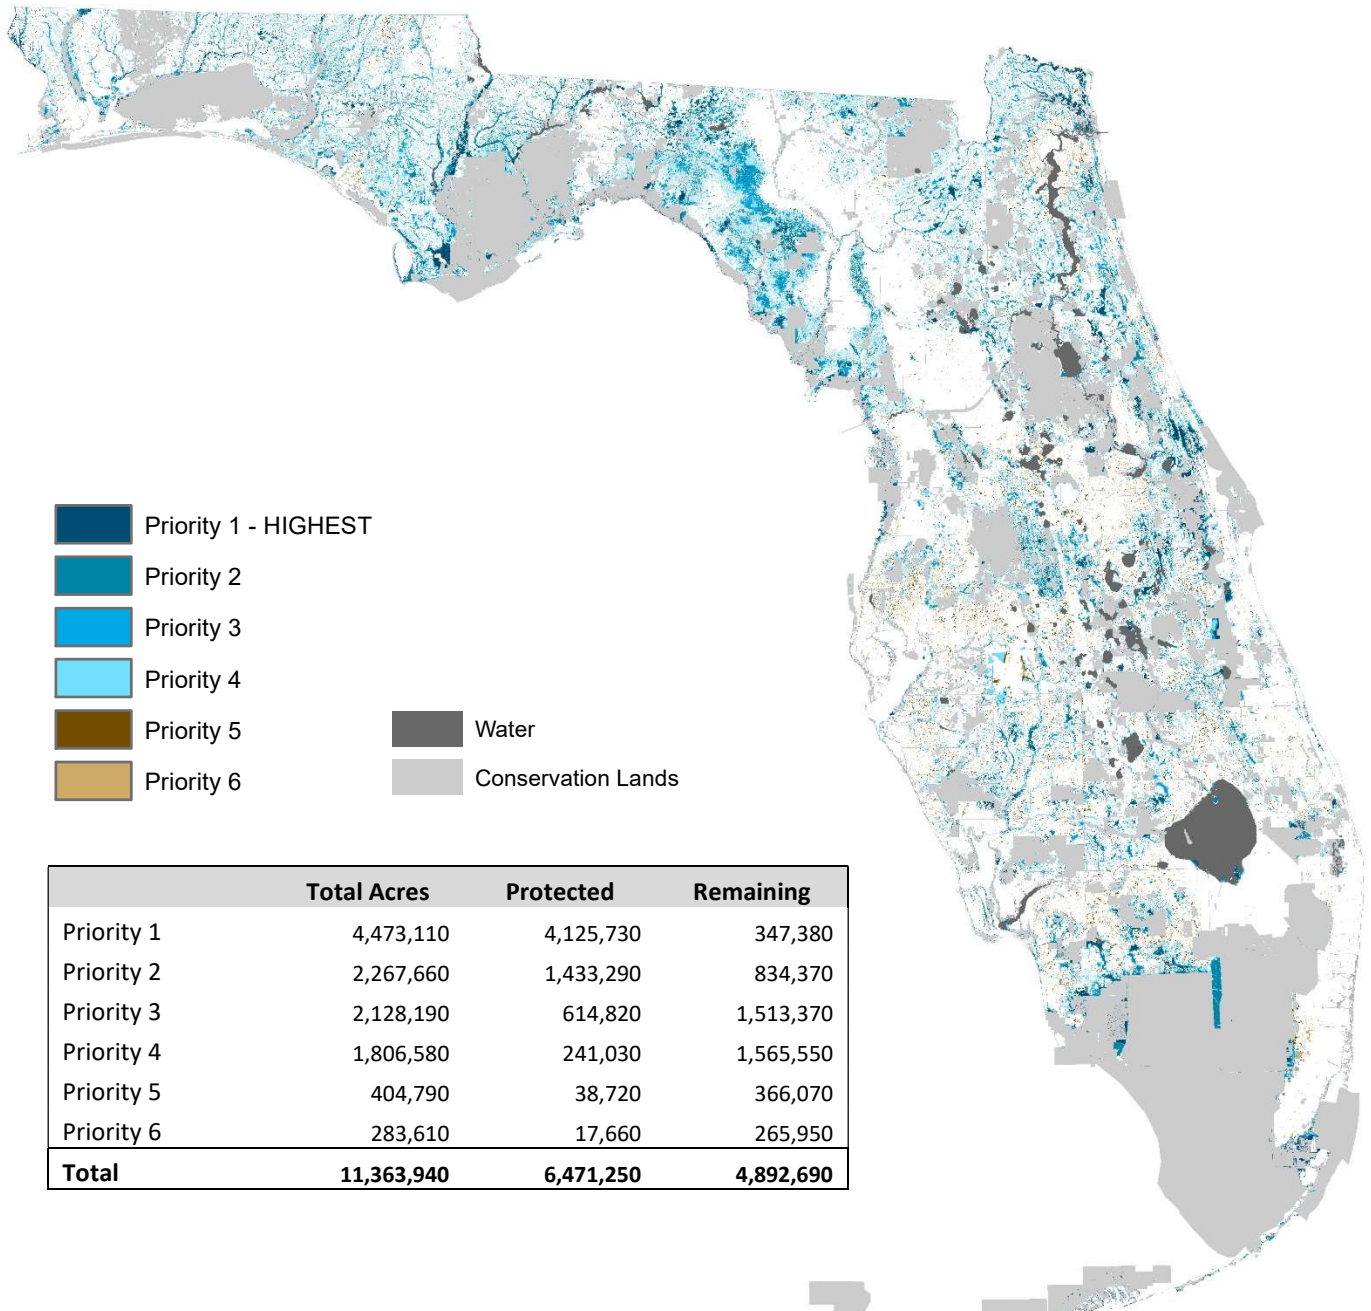 Priority 1 - HIGHEST
Priority 2
Priority 3
Priority 4
Priority 5
Priority 6
Water
Conservation Lands
Total Acres Protected Remaining
Priority 1 4,473,110 4,125,730 347,380
Priority 2 2,267,660 1,433,290 834,370
Priority 3 2,128,190 614,820 1,513,370
Priority 4 1,806,580 241,030 1,565,550
Priority 5 404,790 38,720 366,070
Priority 6 283,610 17,660 265,950
Total 11,363,940 6,471,250 4,892,690